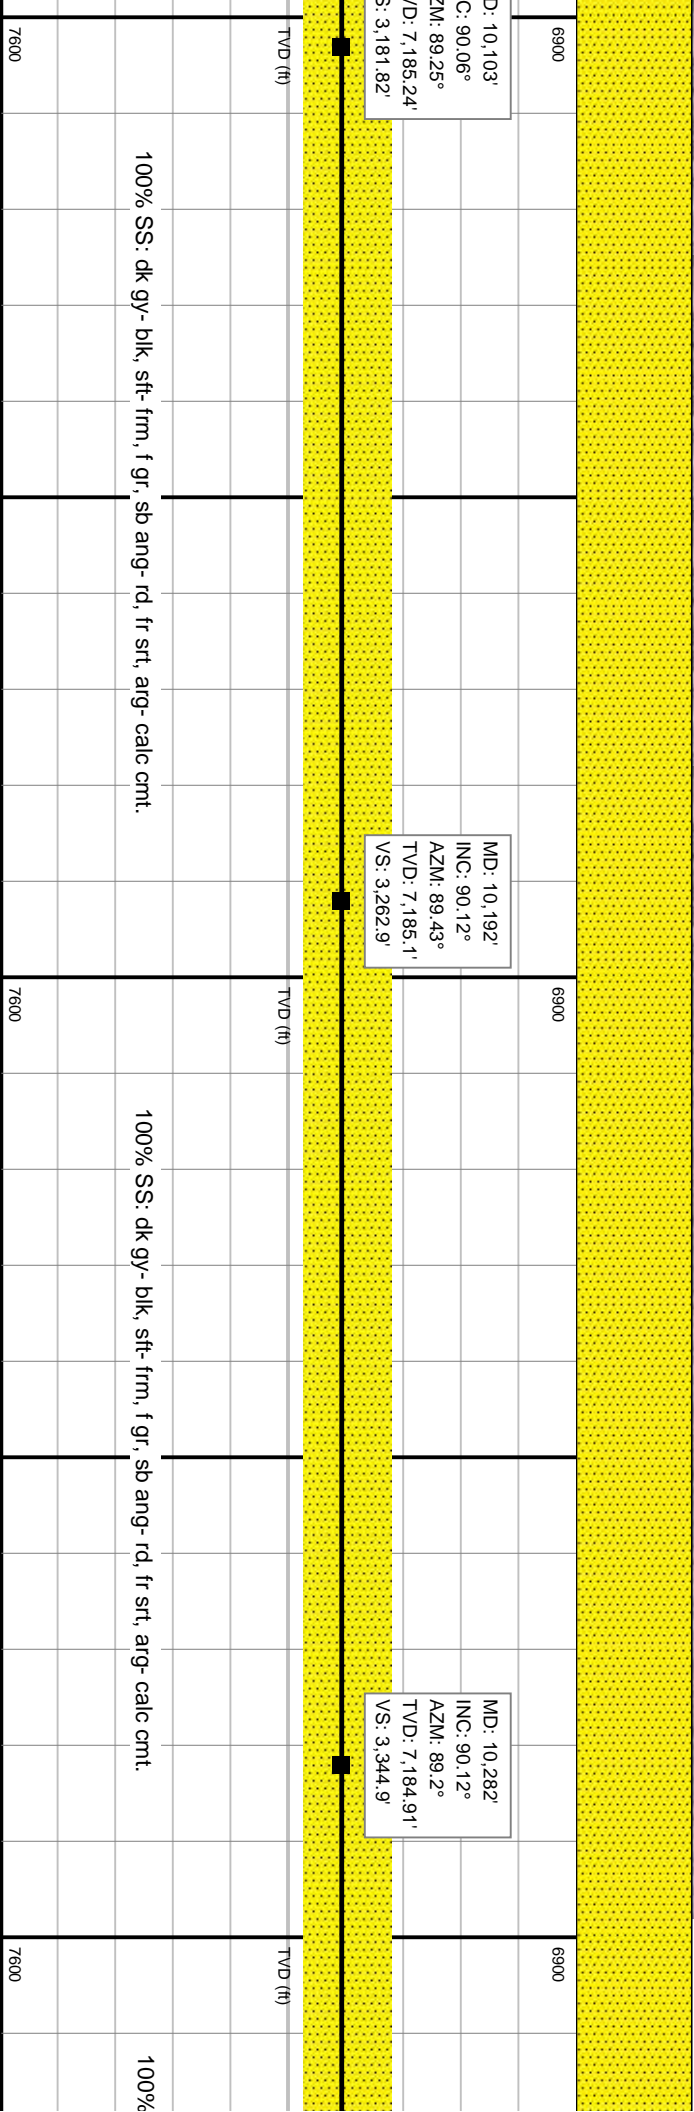 6900
D: 10,103'
C: 90.06°
ZM: 89.25°
VD: 7,185.24'
S: 3,181.82'
TVD (ft)
7600
100% SS: dk gy- blk, sft- frm, f gr, sb ang- rd, fr srt, arg- calc cmt.
MD: 10,192'
INC: 90.12°
AZM: 89.43°
TVD: 7,185.1'
VS: 3,262.9'
6900
TVD (ft)
7600
100% SS: dk gy- blk, sft- frm, f gr, sb ang- rd, fr srt, arg- calc cmt.
MD: 10,282'
INC: 90.12°
AZM: 89.2°
TVD: 7,184.91'
VS: 3,344.9'
6900
TVD (ft)
7600
100%